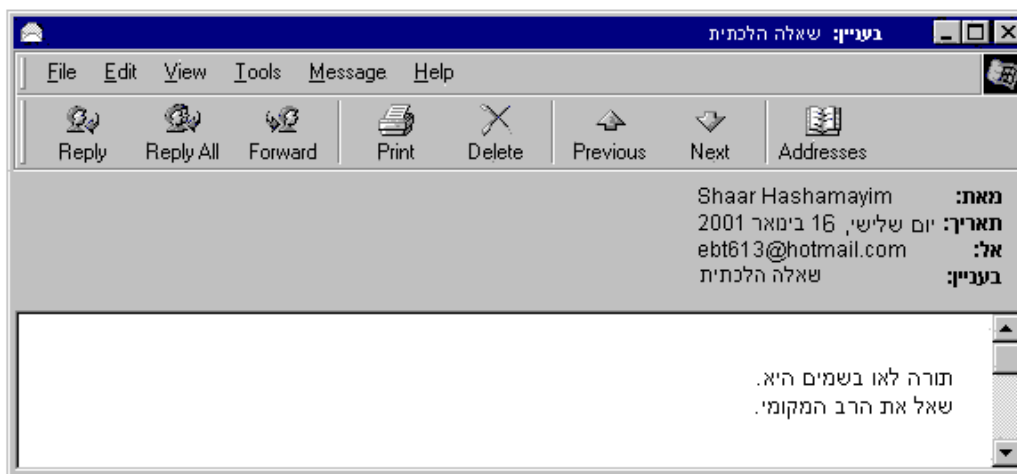 בעניין: שאלה הלכתית
File Edit View Tools Message Help
Reply Reply All Forward Print Delete Previous Next Addresses
מאת: Shaar Hashamayim
תאריך: יום שלישי, 16 בינואר 2001
אל: ebt613@hotmail.com
בעניין: שאלה הלכתית
תורה לאו בשמים היא.
שאל את הרב המקומי.